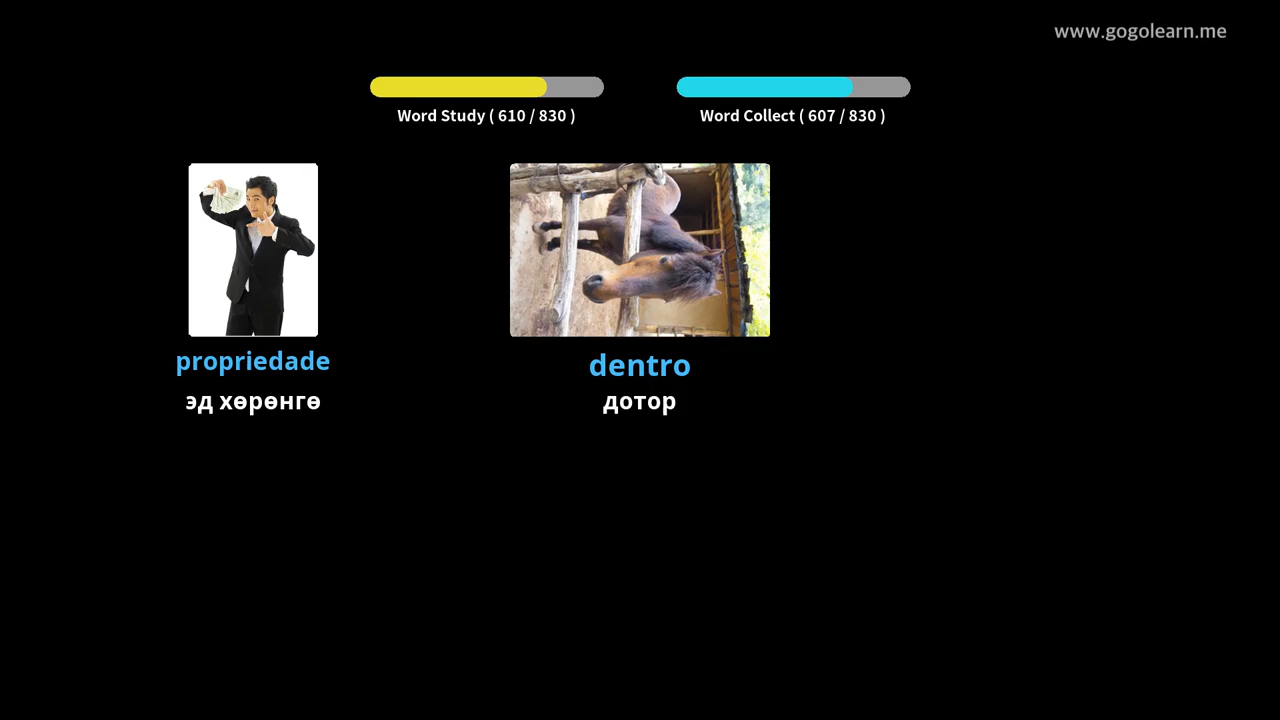 www.gogolearn.me
Word Study ( 610 / 830 )
Word Collect ( 607 / 830 )
propriedade
эд хөрөнгө
dentro
дотор